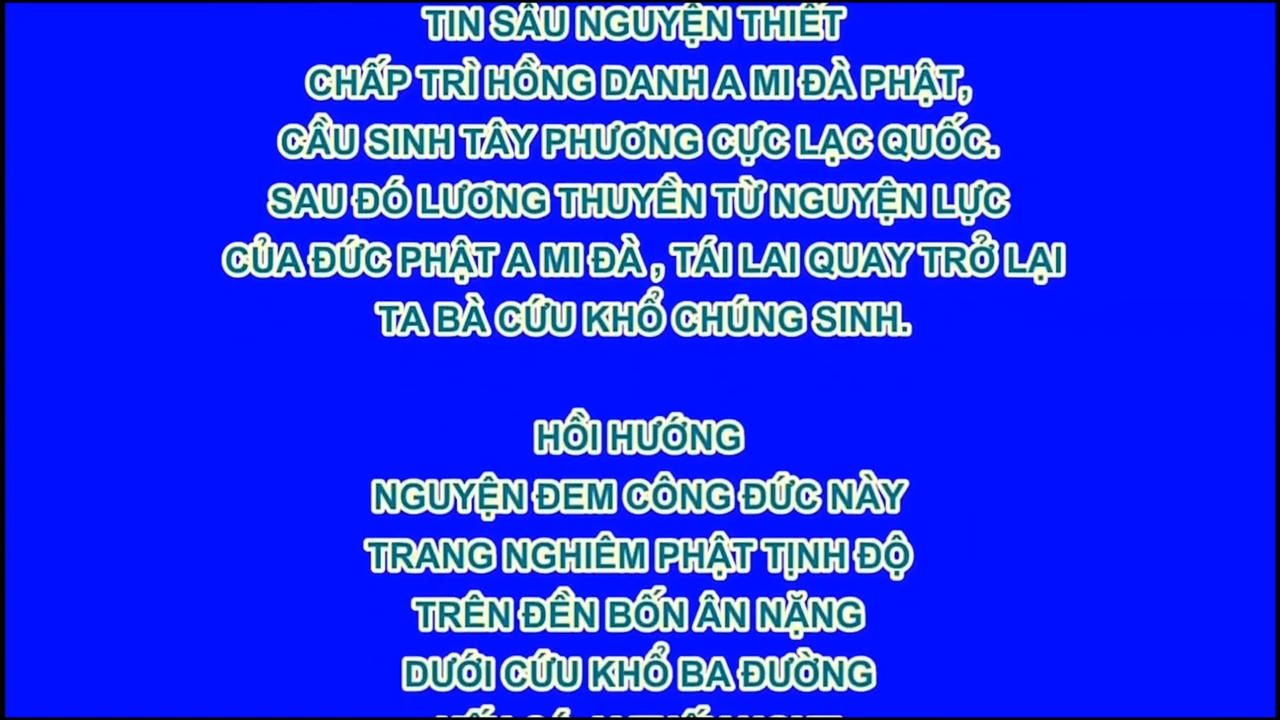 TIN SÂU NGUYỆN THIẾT
CHẤP TRÌ HỒNG DANH A MI ĐÀ PHẬT,
CẦU SINH TÂY PHƯƠNG CỰC LẠC QUỐC.
SAU ĐÓ LƯƠNG THUYỀN TỪ NGUYỆN LỰC
CỦA ĐỨC PHẬT A MI ĐÀ , TÁI LAI QUAY TRỞ LẠI
TA BÀ CỨU KHỔ CHÚNG SINH.
HỒI HƯỚNG
NGUYỆN ĐEM CÔNG ĐỨC NÀY
TRANG NGHIÊM PHẬT TỊNH ĐỘ
TRÊN ĐỀN BỐN ÂN NẶNG
DƯỚI CỨU KHỔ BA ĐƯỜNG